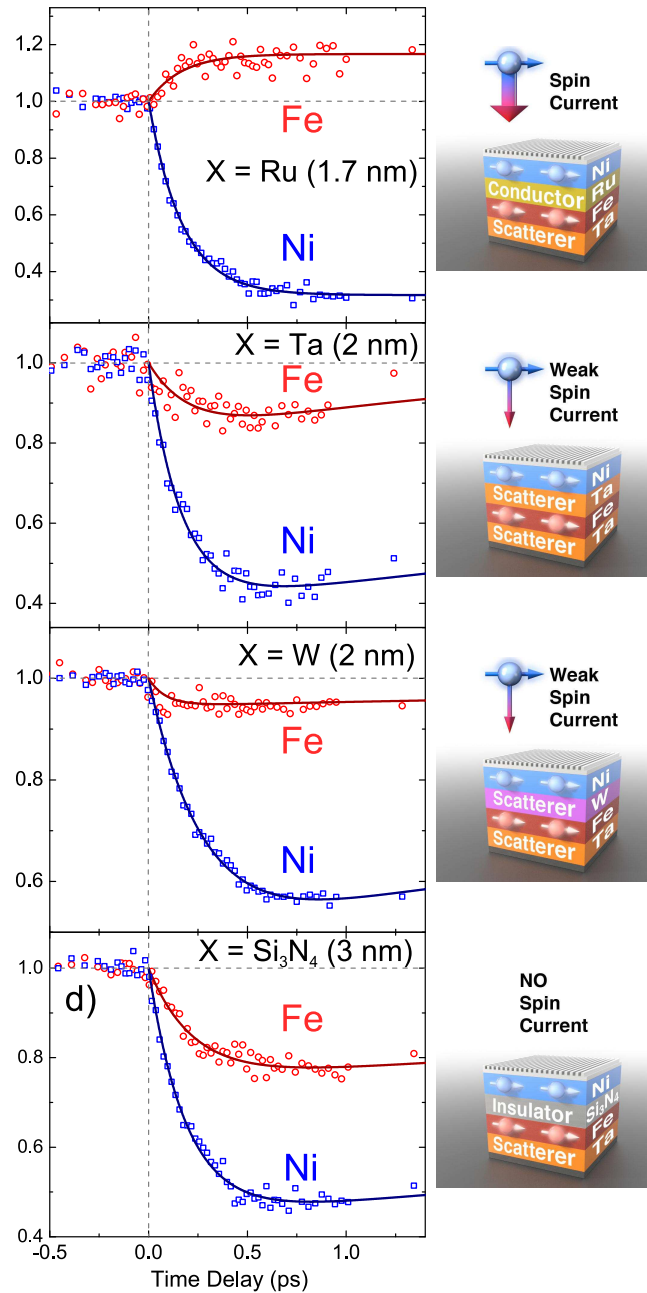 1.2
1.0
0.8
0.6
0.4
Fe
X = Ru (1.7 nm)
Ni
Spin
Current
Ni
Conductor Ru
Fe
Scatterer Ta
1.0
0.8
0.6
0.4
X = Ta (2 nm)
Fe
Ni
Weak
Spin
Current
Ni
Scatterer Ta
Fe
Scatterer Ta
1.0
0.8
0.6
X = W (2 nm)
Fe
Ni
Weak
Spin
Current
Ni
Scatterer W
Fe
Scatterer Ta
1.0
0.8
0.6
0.4
X = Si₃N₄ (3 nm)
d)
Fe
Ni
NO
Spin
Current
Ni
Insulator Si₃N₄
Fe
Scatterer Ta
-0.5 0.0 0.5 1.0
Time Delay (ps)